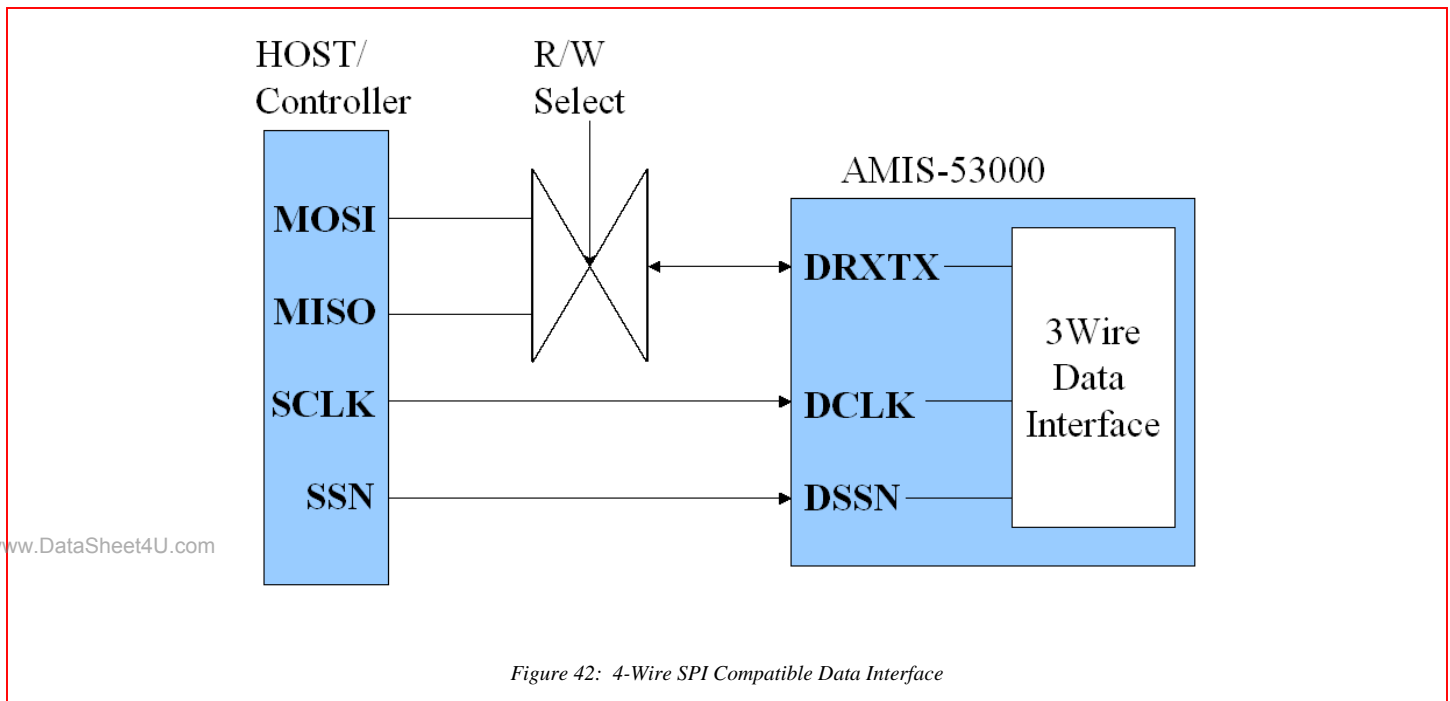 HOST/
Controller
R/W
Select
AMIS-53000
MOSI
MISO
SCLK
SSN
DRXTX
DCLK
DSSN
3Wire
Data
Interface
ww.DataSheet4U.com
Figure 42:  4-Wire SPI Compatible Data Interface